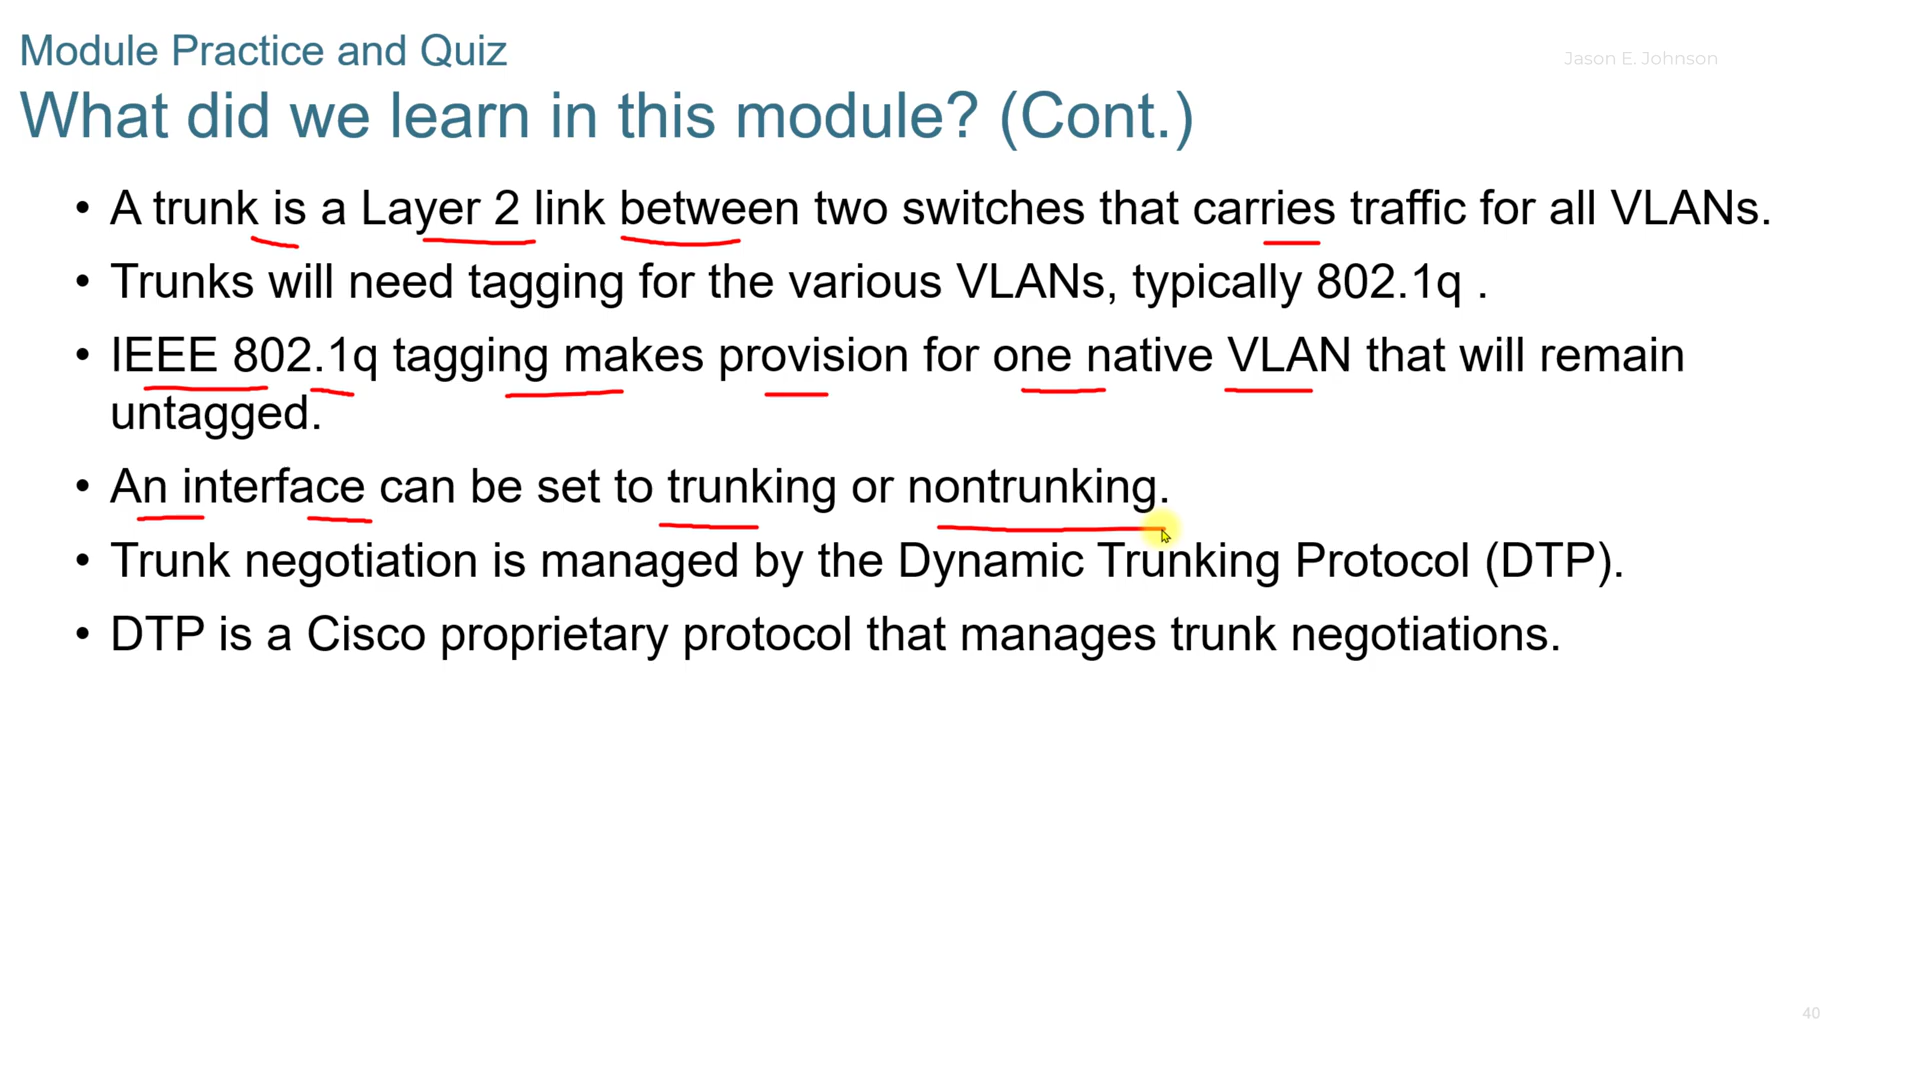 Module Practice and Quiz
Jason E. Johnson
What did we learn in this module? (Cont.)
• A trunk is a Layer 2 link between two switches that carries traffic for all VLANs.
• Trunks will need tagging for the various VLANs, typically 802.1q .
• IEEE 802.1q tagging makes provision for one native VLAN that will remain
untagged.
• An interface can be set to trunking or nontrunking.
• Trunk negotiation is managed by the Dynamic Trunking Protocol (DTP).
• DTP is a Cisco proprietary protocol that manages trunk negotiations.
40